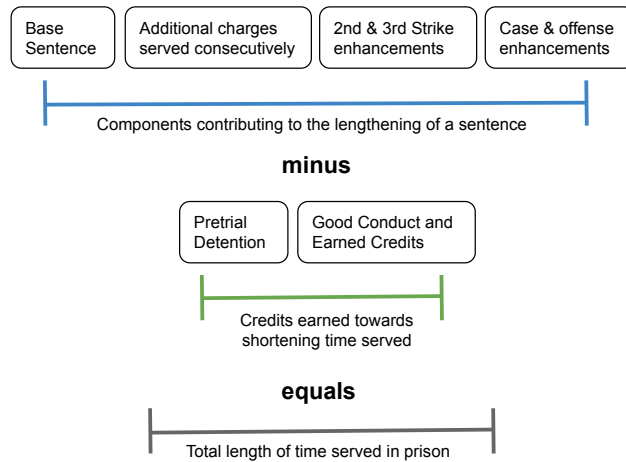 Base
Sentence
Additional charges
served consecutively
2nd & 3rd Strike
enhancements
Case & offense
enhancements
Components contributing to the lengthening of a sentence
minus
Pretrial
Detention
Good Conduct and
Earned Credits
Credits earned towards
shortening time served
equals
Total length of time served in prison